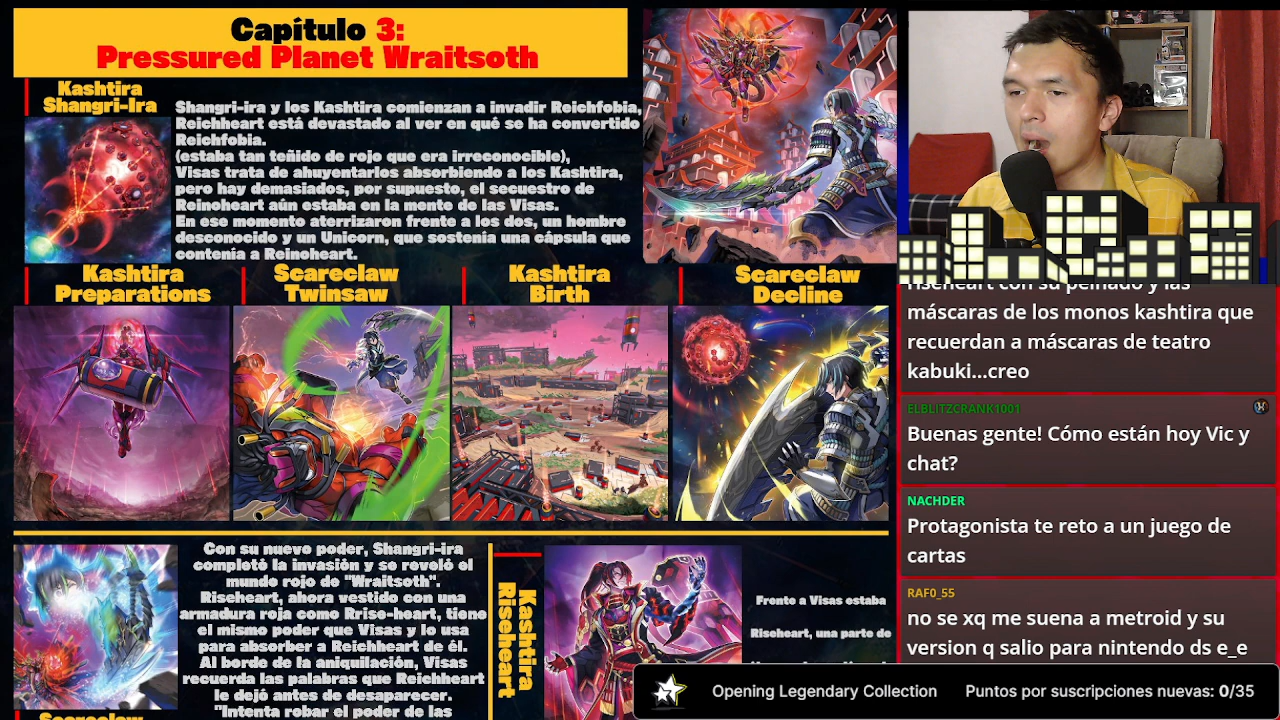 Capítulo 3:
Pressured Planet Wraitsoth
Kashtira
Shangri-Ira
Shangri-ira y los Kashtira comienzan a invadir Reichfobia,
Reichheart está devastado al ver en qué se ha convertido
Reichfobia.
(estaba tan teñido de rojo que era irreconocible),
Visas trata de ahuyentarlos absorbiendo a los Kashtira,
pero hay demasiados, por supuesto, el secuestro de
Reinoheart aún estaba en la mente de las Visas.
En ese momento aterrizaron frente a los dos, un hombre
desconocido y un Unicorn, que sostenía una cápsula que
contenía a Reinoheart.
Kashtira
Preparations
Scareclaw
Twinsaw
Kashtira
Birth
Scareclaw
Decline
Con su nuevo poder, Shangri-ira
completó la invasión y se reveló el
mundo rojo de "Wraitsoth".
Riseheart, ahora vestido con una
armadura roja como Rriso-heart, tiene
el mismo poder que Visas y lo usa
para absorber a Reichheart de él.
Al borde de la aniquilación, Visas
recuerda las palabras que Reichheart
le dejó antes de desaparecer.
"Intenta robar el poder de las
Scareclaw
Kashtira
Riseheart
Frente a Visas estaba
Riseheart, una parte de
riseheart con su peinado y las
máscaras de los monos kashtira que
recuerdan a máscaras de teatro
kabuki...creo
ELBLITZCRANK1001
Buenas gente! Cómo están hoy Vic y
chat?
NACHDER
Protagonista te reto a un juego de
cartas
RAF0_55
no se xq me suena a metroid y su
version q salio para nintendo ds e_e
Opening Legendary Collection
Puntos por suscripciones nuevas: 0/35